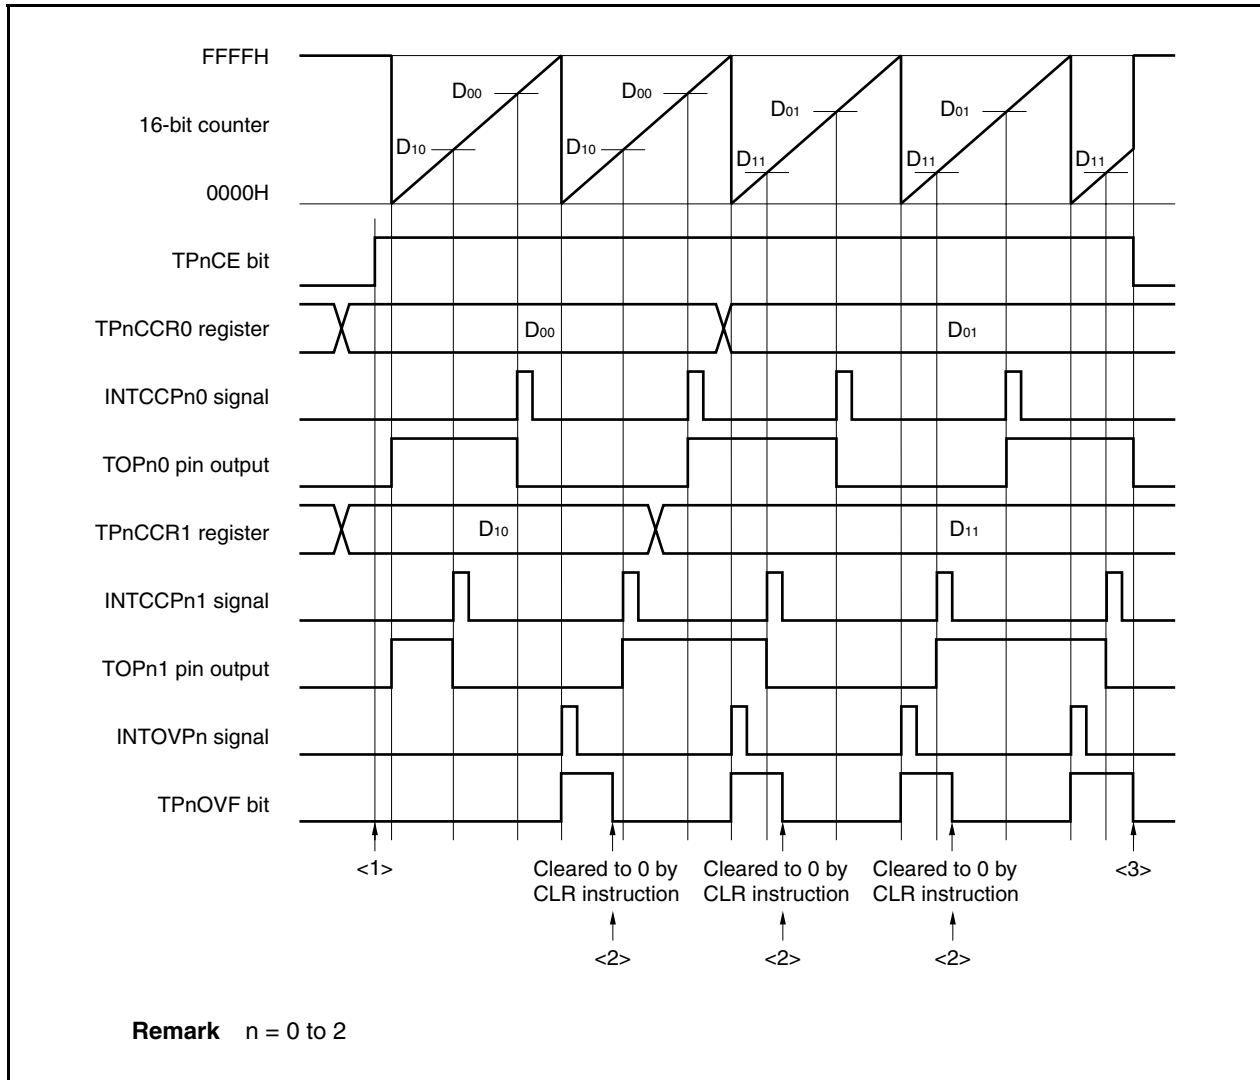 FFFFH
D00 D00
D01 D01
16-bit counter
D10 D10
D11 D11 D11
0000H
TPnCE bit
TPnCCR0 register D00 D01
INTCCPn0 signal
TOPn0 pin output
TPnCCR1 register D10 D11
INTCCPn1 signal
TOPn1 pin output
INTOVPn signal
TPnOVF bit
<1>
Cleared to 0 by
CLR instruction
<2>
Cleared to 0 by
CLR instruction
<2>
Cleared to 0 by
CLR instruction
<2>
<3>
Remark n = 0 to 2